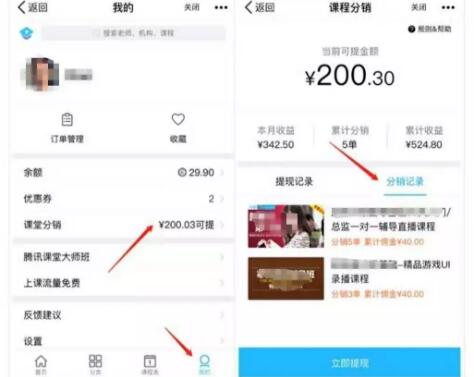 返回
我的
关闭
搜索老师、机构、课程
订单管理
收藏
余额
29.90
优惠券
2
课堂分销
¥200.03可提
腾讯课堂大师班
上课流量免费
反馈建议
设置
首页
分类
课程表
我的
返回
课程分销
关闭
规则&帮助
当前可提金额
¥200.30
本月收益
累计分销
累计收益
¥342.50
5单
¥524.80
提现记录
分销记录
总监一对一辅导直播课程
分销5单 累计佣金¥40.00
-精品游戏UI
录播课程
分销3单 累计佣金¥40.00
立即提现